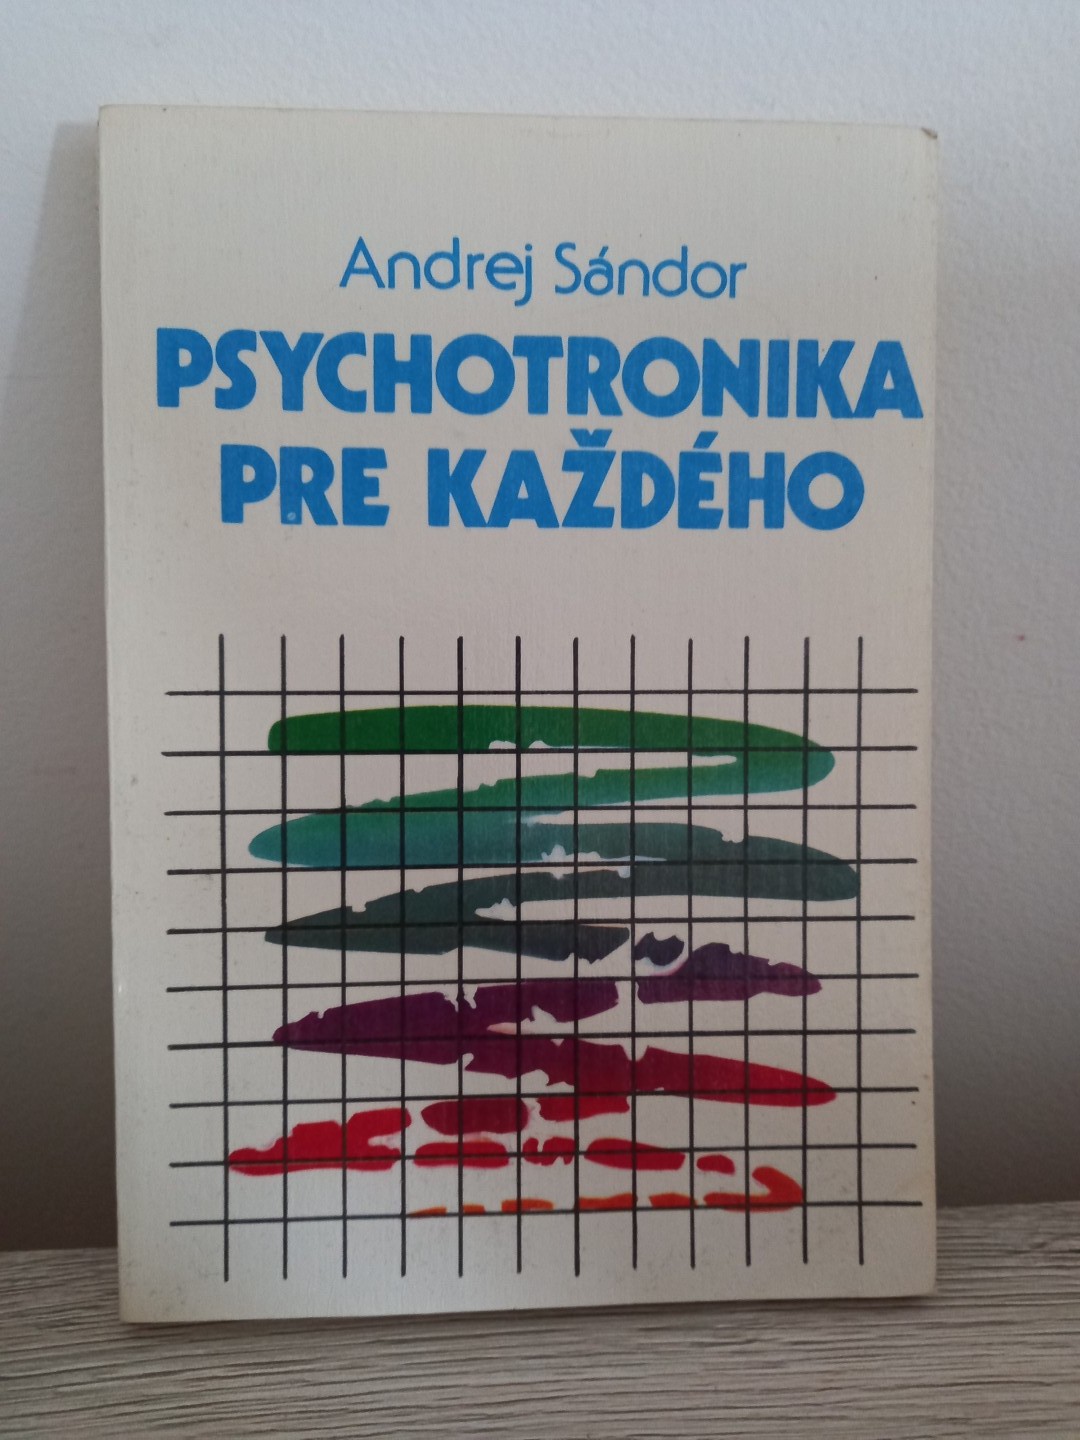 Andrej Sándor
PSYCHOTRONIKA
PRE KAŽDÉHO